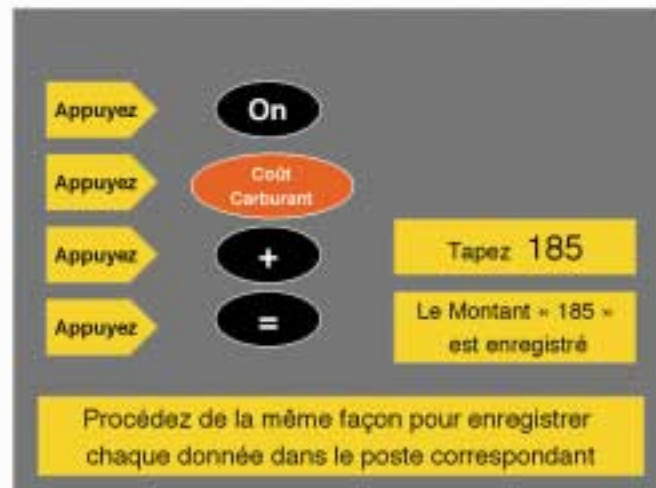 Appuyez On
Appuyez Coût
Carburant
Appuyez + Tapez 185
Appuyez = Le Montant « 185 »
est enregistré
Procédez de la même façon pour enregistrer
chaque donnée dans le poste correspondant